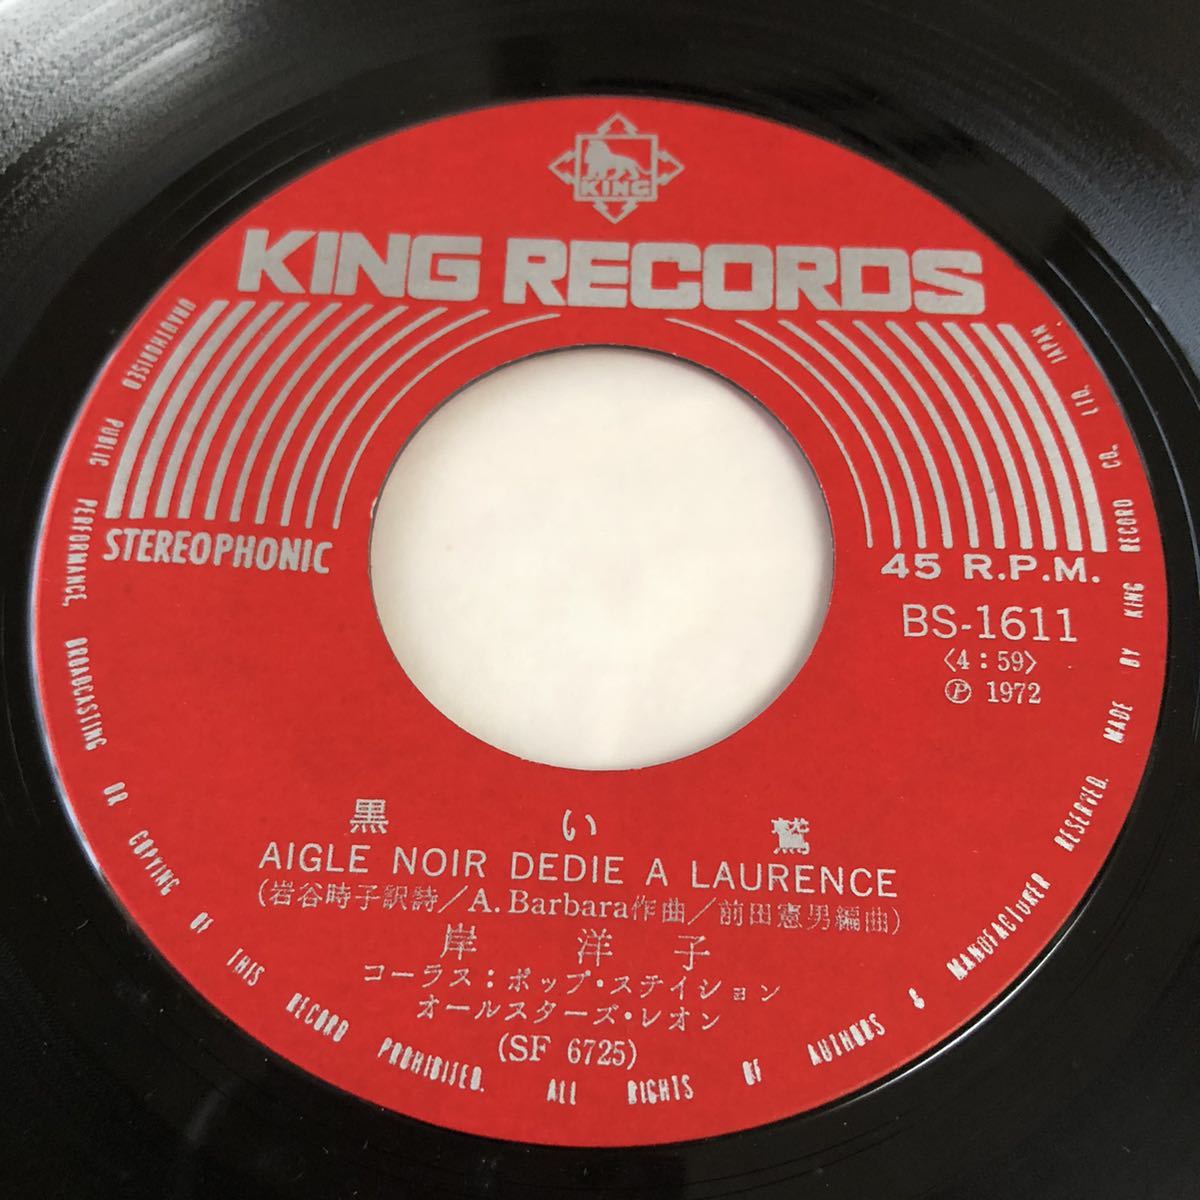 KING
KING RECORDS
STEREOPHONIC
45 R.P.M.
BS-1611
〈4:59〉
Ⓟ 1972
黒い鷲
AIGLE NOIR DEDIE A LAURENCE
(岩谷時子訳詩/A. Barbara作曲/前田憲男編曲)
岸洋子
コーラス:ポップ・ステイション
オールスターズ・レオン
(SF 6725)
UNAUTHORISED PUBLIC PERFORMANCE, BROADCASTING OR COPYING OF THIS RECORD PROHIBITED. ALL RIGHTS OF AUTHORS & MANUFACTURER RESERVED. MADE BY KING RECORD CO., LTD. JAPAN